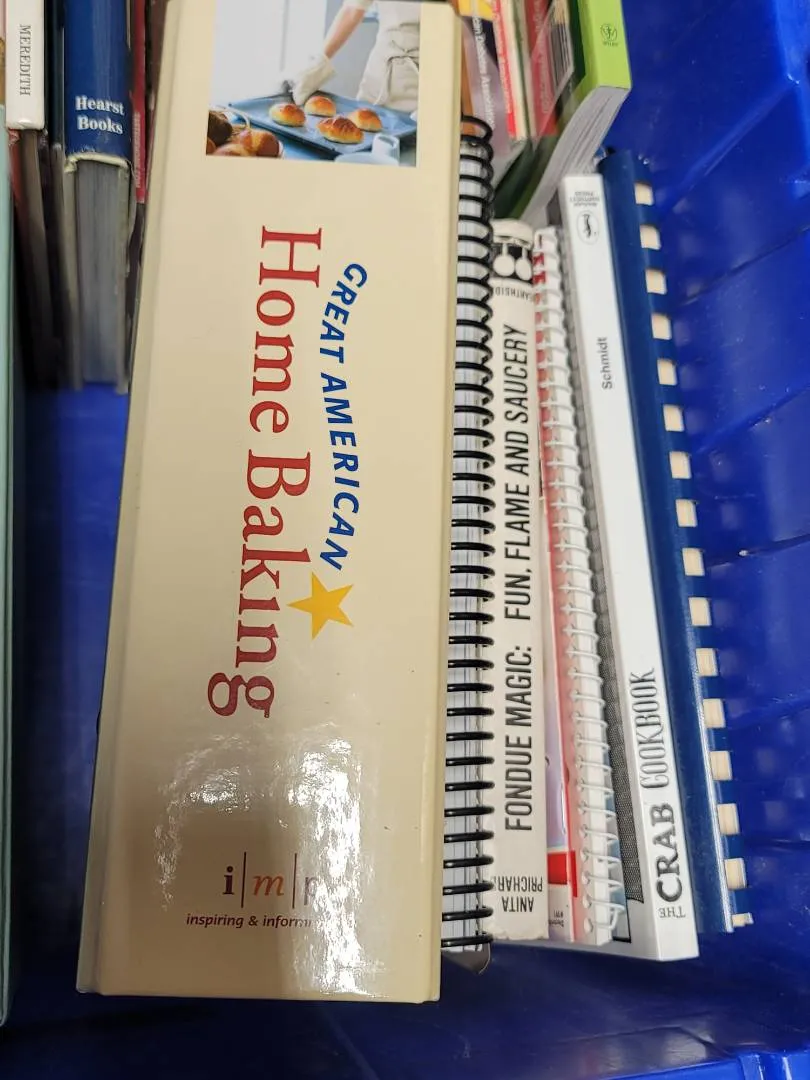 MEREDITH
Hearst
Books
GREAT AMERICAN
Home Baking
i|m|p
inspiring &
FONDUE MAGIC: FUN, FLAME AND SAUCERY
ANITA
PRICHARD
Schmidt
THE CRAB COOKBOOK